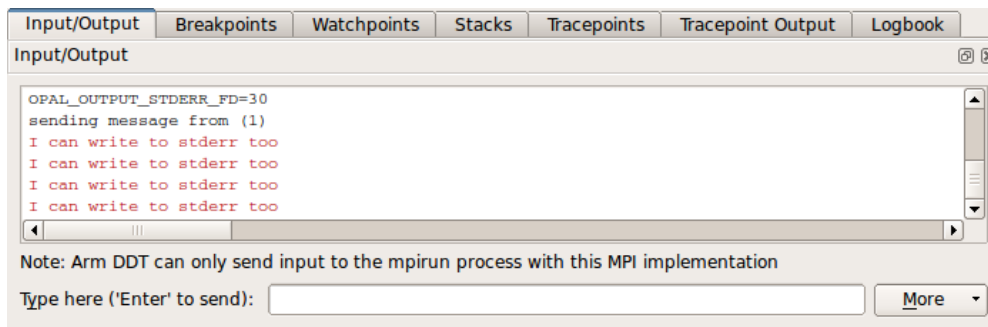 Input/Output Breakpoints Watchpoints Stacks Tracepoints Tracepoint Output Logbook
Input/Output
OPAL_OUTPUT_STDERR_FD=30
sending message from (1)
I can write to stderr too
I can write to stderr too
I can write to stderr too
I can write to stderr too
Note: Arm DDT can only send input to the mpirun process with this MPI implementation
Type here ('Enter' to send): More